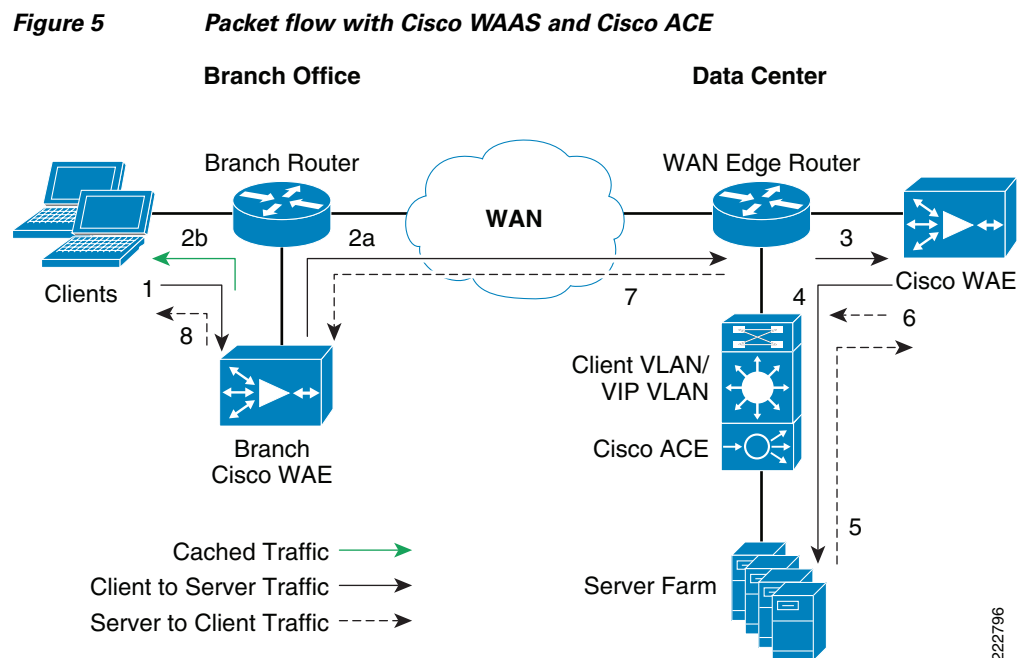 Figure 5 Packet flow with Cisco WAAS and Cisco ACE
Branch Office
Data Center
Branch Router
WAN Edge Router
WAN
2b
2a
3
Clients
1
7
4
Cisco WAE
6
8
Client VLAN/
VIP VLAN
Branch
Cisco WAE
Cisco ACE
5
Cached Traffic
Client to Server Traffic
Server to Client Traffic
Server Farm
222796